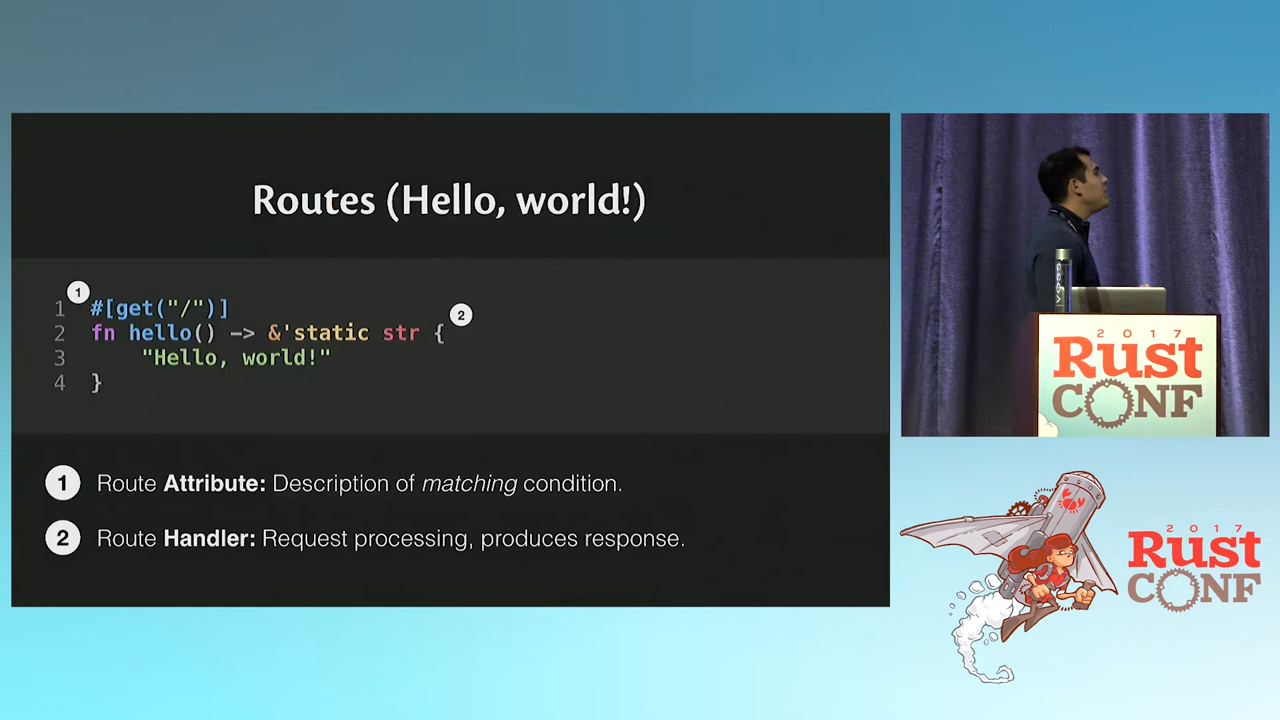 Routes (Hello, world!)
1
1 #[get("/")]
2
2 fn hello() -> &'static str {
3 "Hello, world!"
4 }
1 Route Attribute: Description of matching condition.
2 Route Handler: Request processing, produces response.
VOSS
2017
Rust
CONF
2017
Rust
CONF